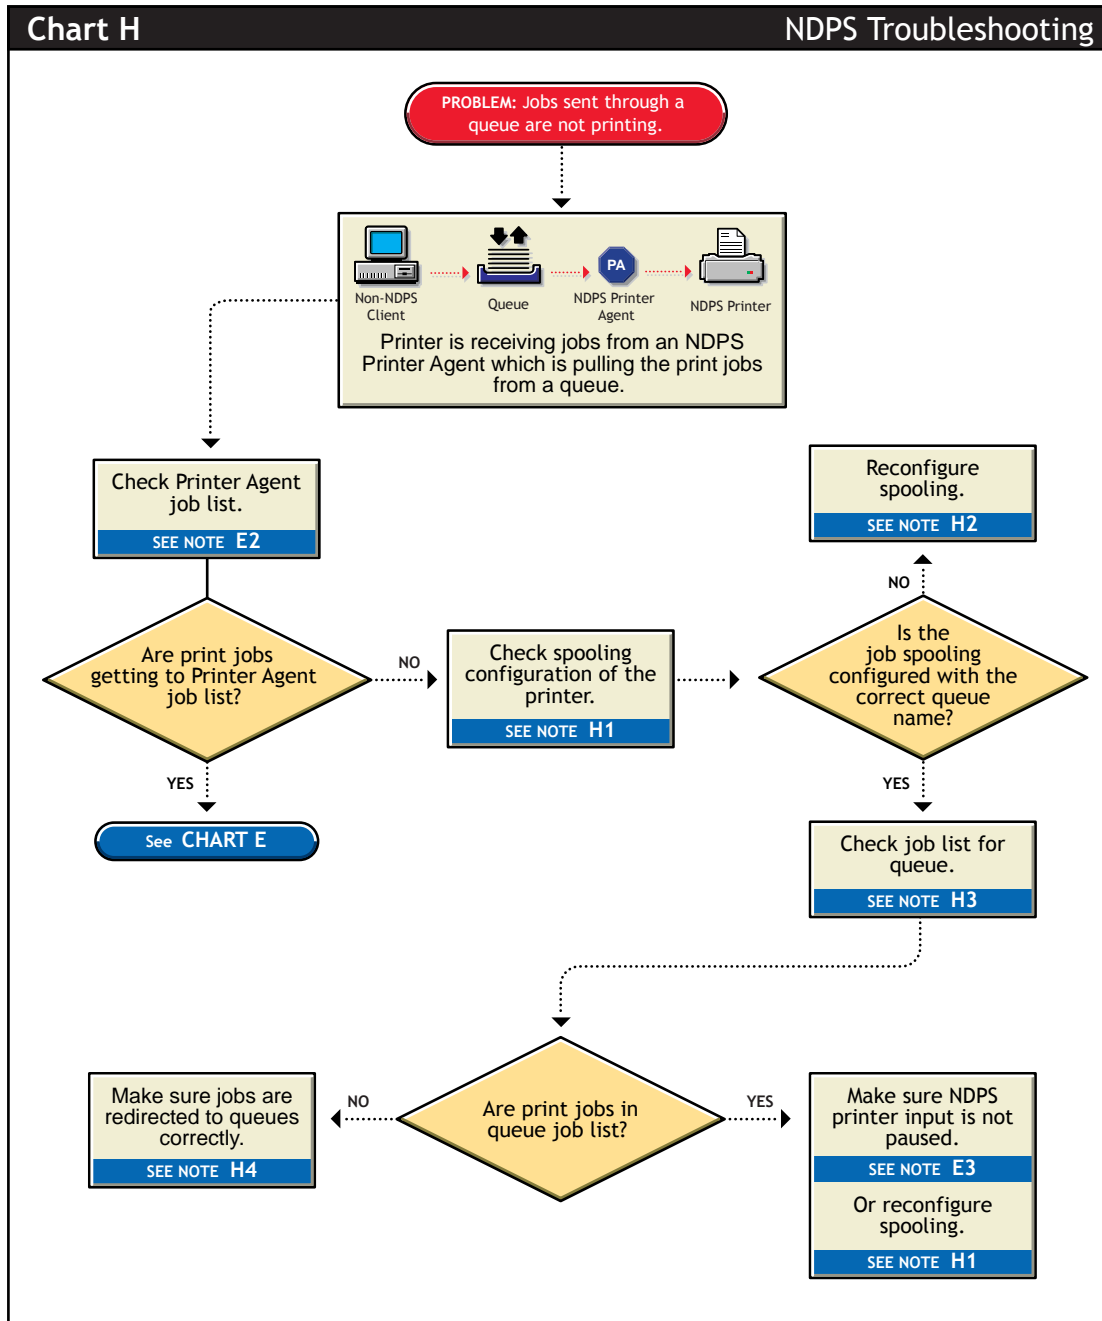 Chart H
NDPS Troubleshooting
PROBLEM: Jobs sent through a
queue are not printing.
Non-NDPS
Client
Queue
PA
NDPS Printer
Agent
NDPS Printer
Printer is receiving jobs from an NDPS
Printer Agent which is pulling the print jobs
from a queue.
Check Printer Agent
job list.
SEE NOTE E2
Reconfigure
spooling.
SEE NOTE H2
NO
Are print jobs
getting to Printer Agent
job list?
NO
Check spooling
configuration of the
printer.
SEE NOTE H1
Is the
job spooling
configured with the
correct queue
name?
YES
See CHART E
YES
Check job list for
queue.
SEE NOTE H3
Make sure jobs are
redirected to queues
correctly.
SEE NOTE H4
NO
Are print jobs in
queue job list?
YES
Make sure NDPS
printer input is not
paused.
SEE NOTE E3
Or reconfigure
spooling.
SEE NOTE H1